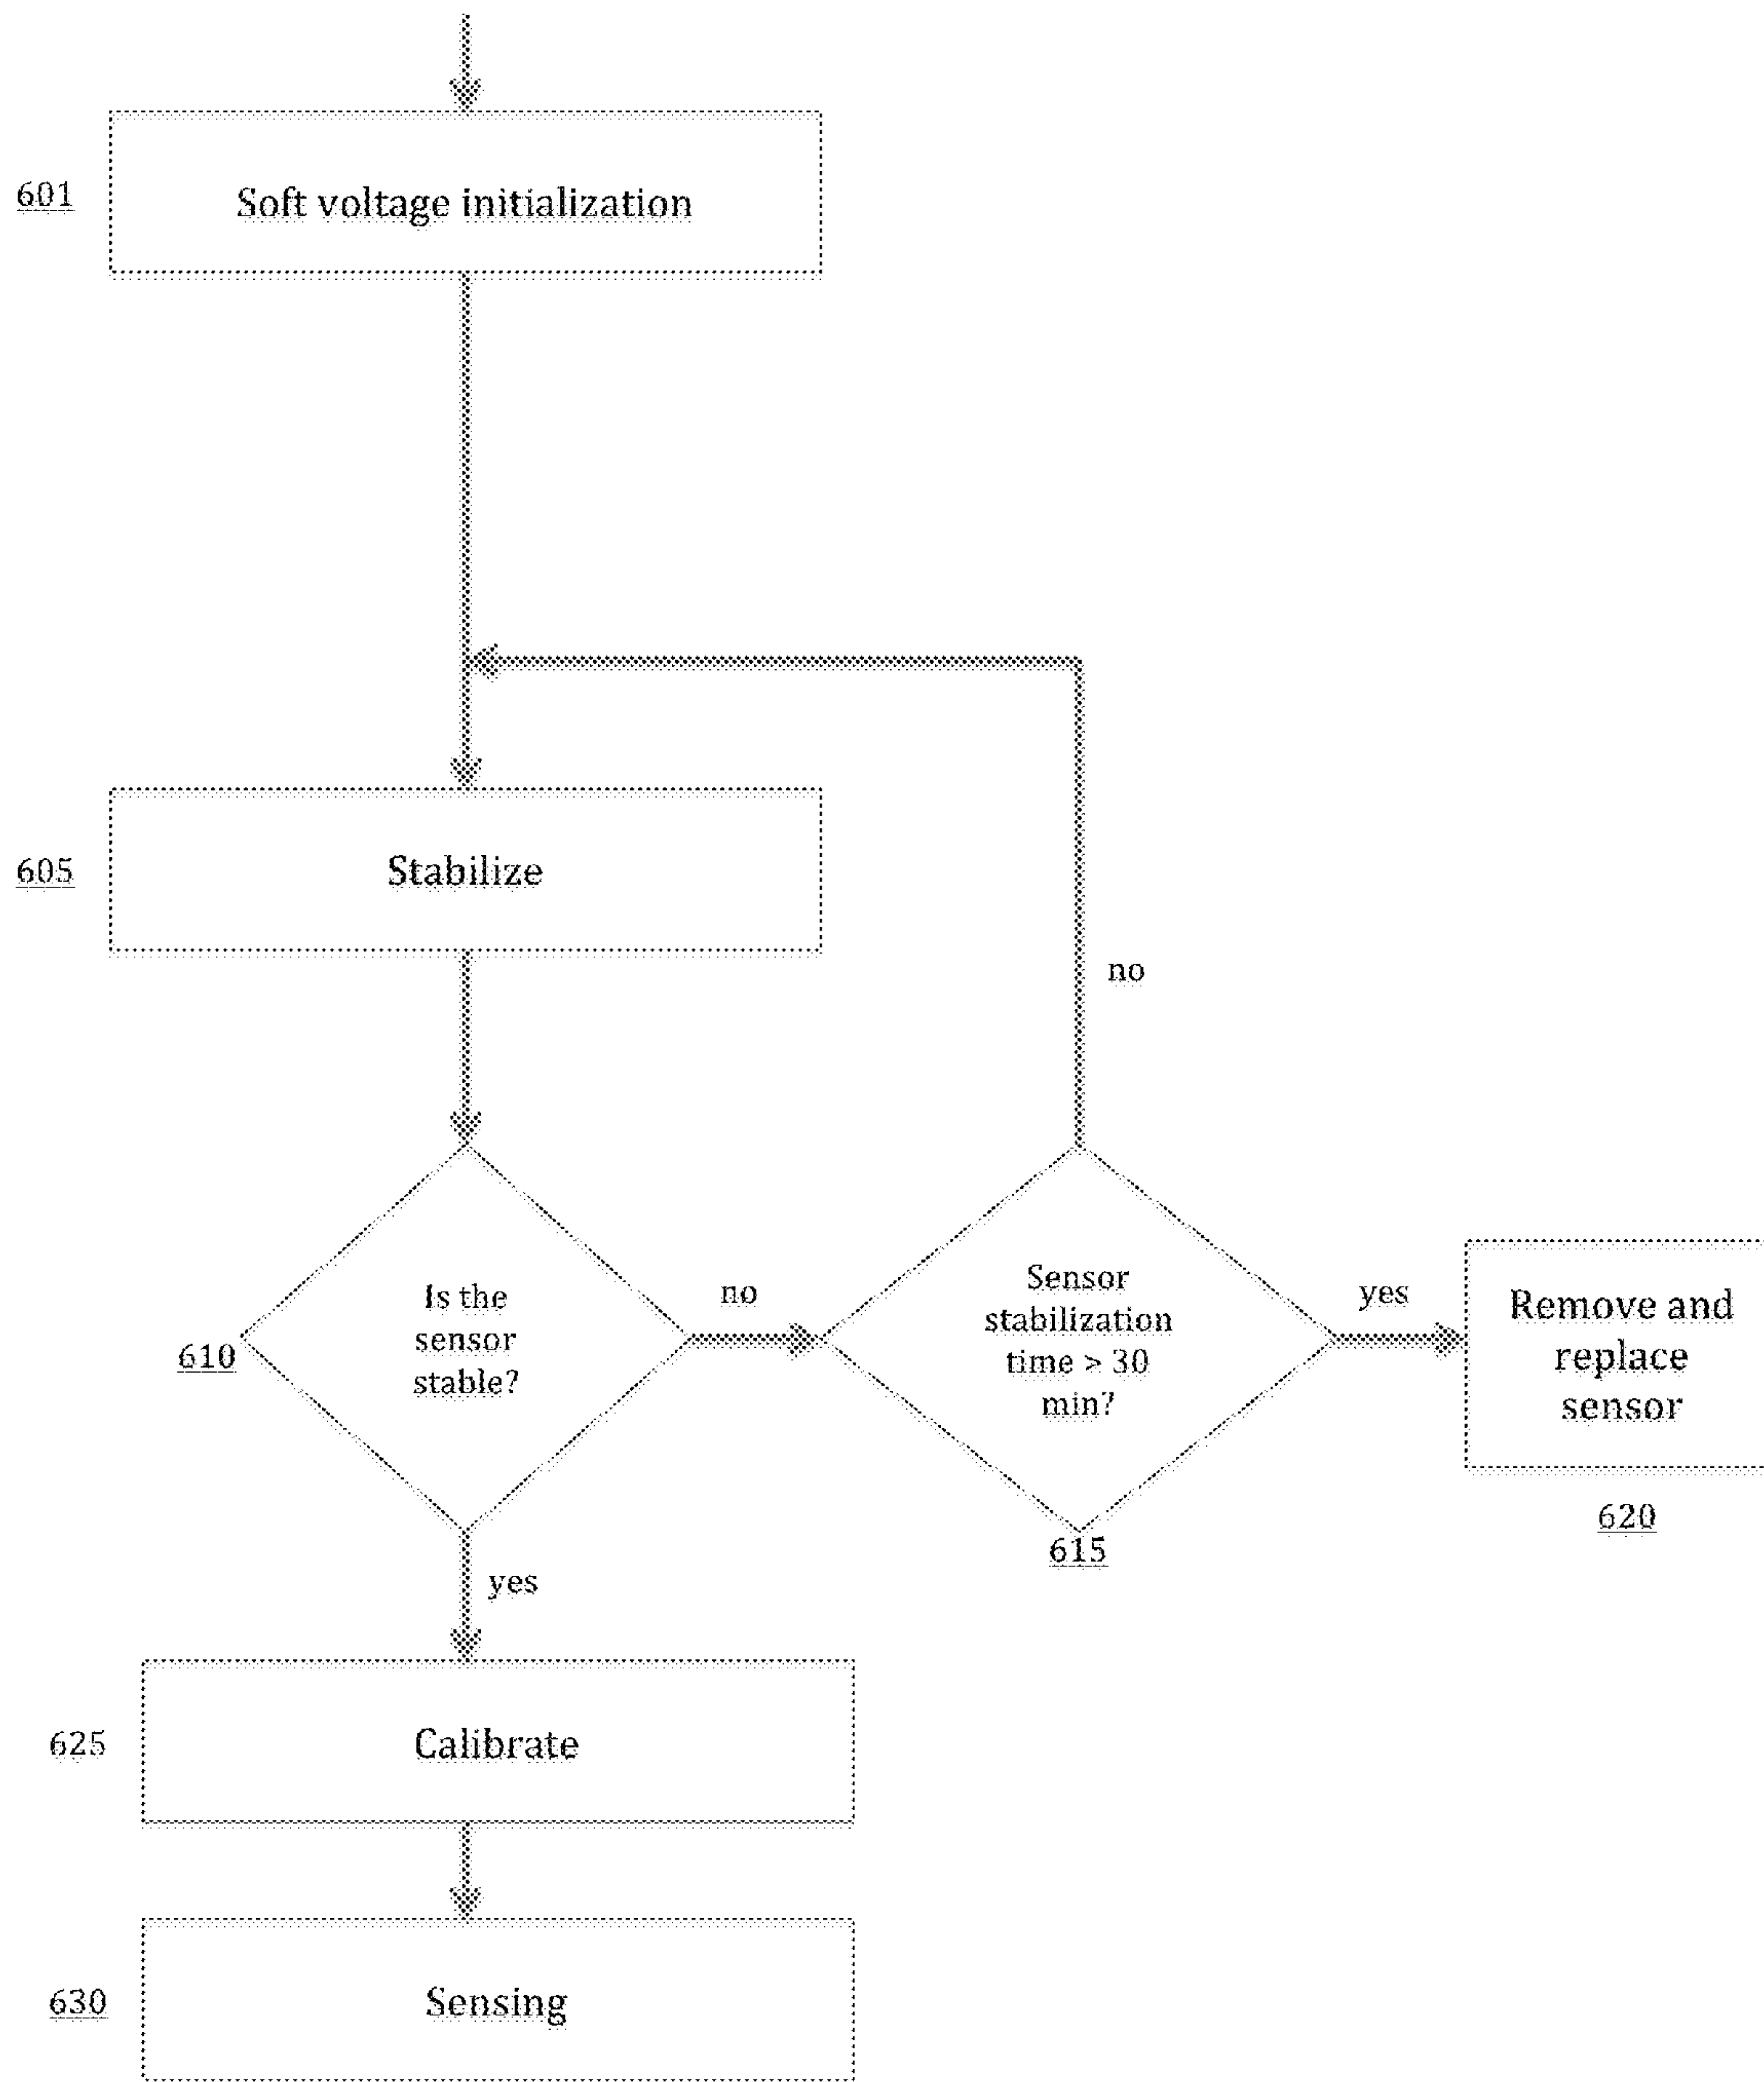 601
Soft voltage initialization
605
Stabilize
no
610
Is the
sensor
stable?
no
Sensor
stabilization
time > 30
min?
615
yes
Remove and
replace
sensor
620
yes
625
Calibrate
630
Sensing